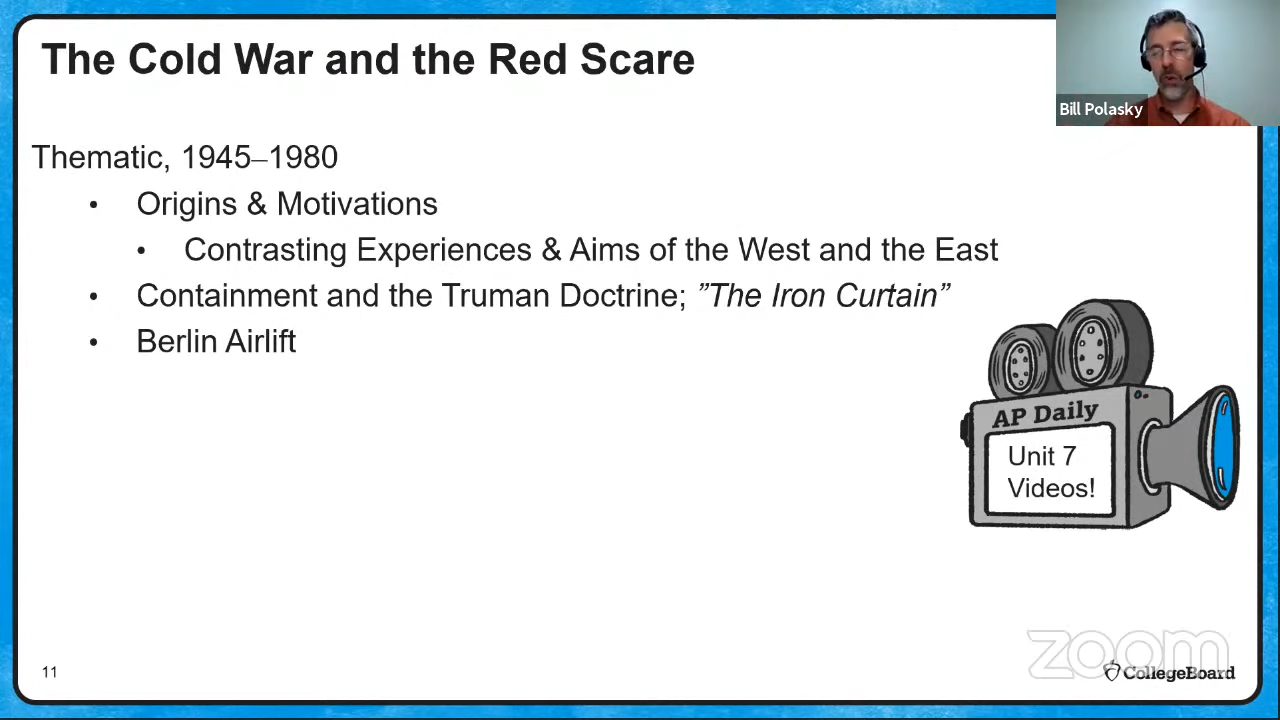 The Cold War and the Red Scare
Bill Polasky
Thematic, 1945–1980
• Origins & Motivations
• Contrasting Experiences & Aims of the West and the East
• Containment and the Truman Doctrine; ”The Iron Curtain”
• Berlin Airlift
AP Daily
Unit 7
Videos!
zoom
11
CollegeBoard